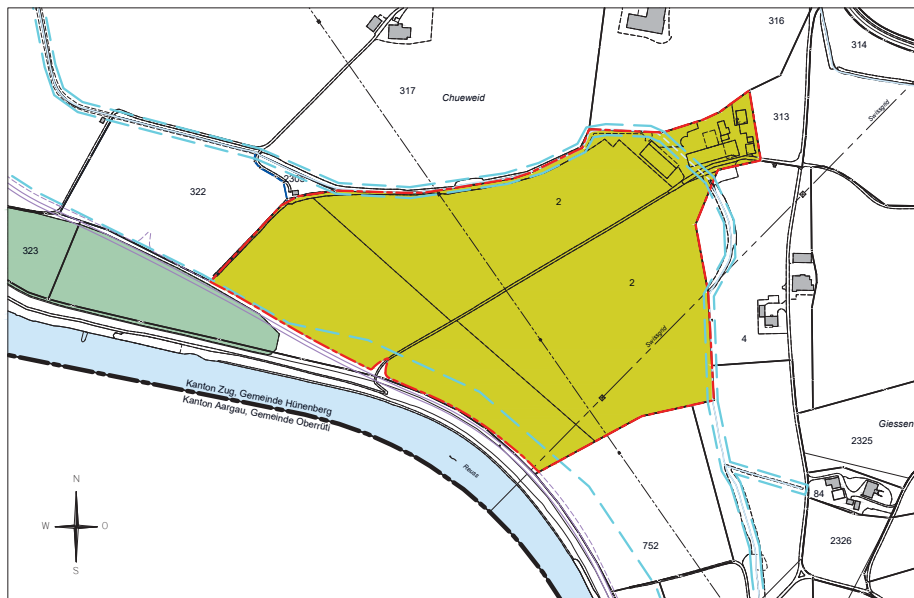 316
314
317
Chueweid
Swissgrid
313
322
2305
2
323
2
Swissgrid
4
Kanton Zug, Gemeinde Hünenberg
Kanton Aargau, Gemeinde Oberrüti
Giessen
2325
Reuss
N
W O
S
84
752
2326